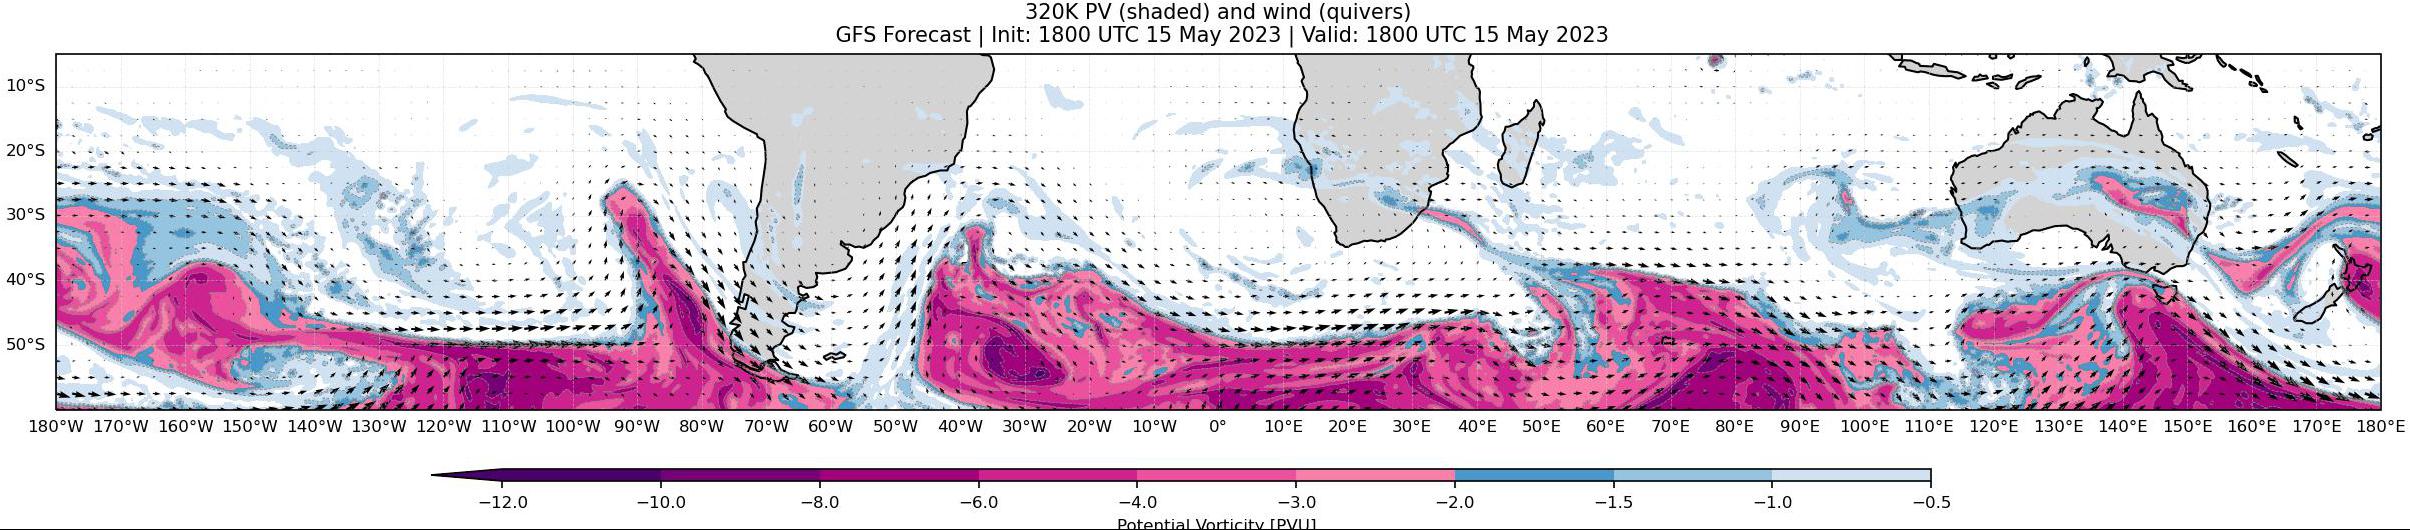 320K PV (shaded) and wind (quivers)
GFS Forecast | Init: 1800 UTC 15 May 2023 | Valid: 1800 UTC 15 May 2023
10°S
20°S
30°S
40°S
50°S
180°W 170°W 160°W 150°W 140°W 130°W 120°W 110°W 100°W 90°W 80°W 70°W 60°W 50°W 40°W 30°W 20°W 10°W 0° 10°E 20°E 30°E 40°E 50°E 60°E 70°E 80°E 90°E 100°E 110°E 120°E 130°E 140°E 150°E 160°E 170°E 180°E
−12.0 −10.0 −8.0 −6.0 −4.0 −3.0 −2.0 −1.5 −1.0 −0.5
Potential Vorticity [PVU]